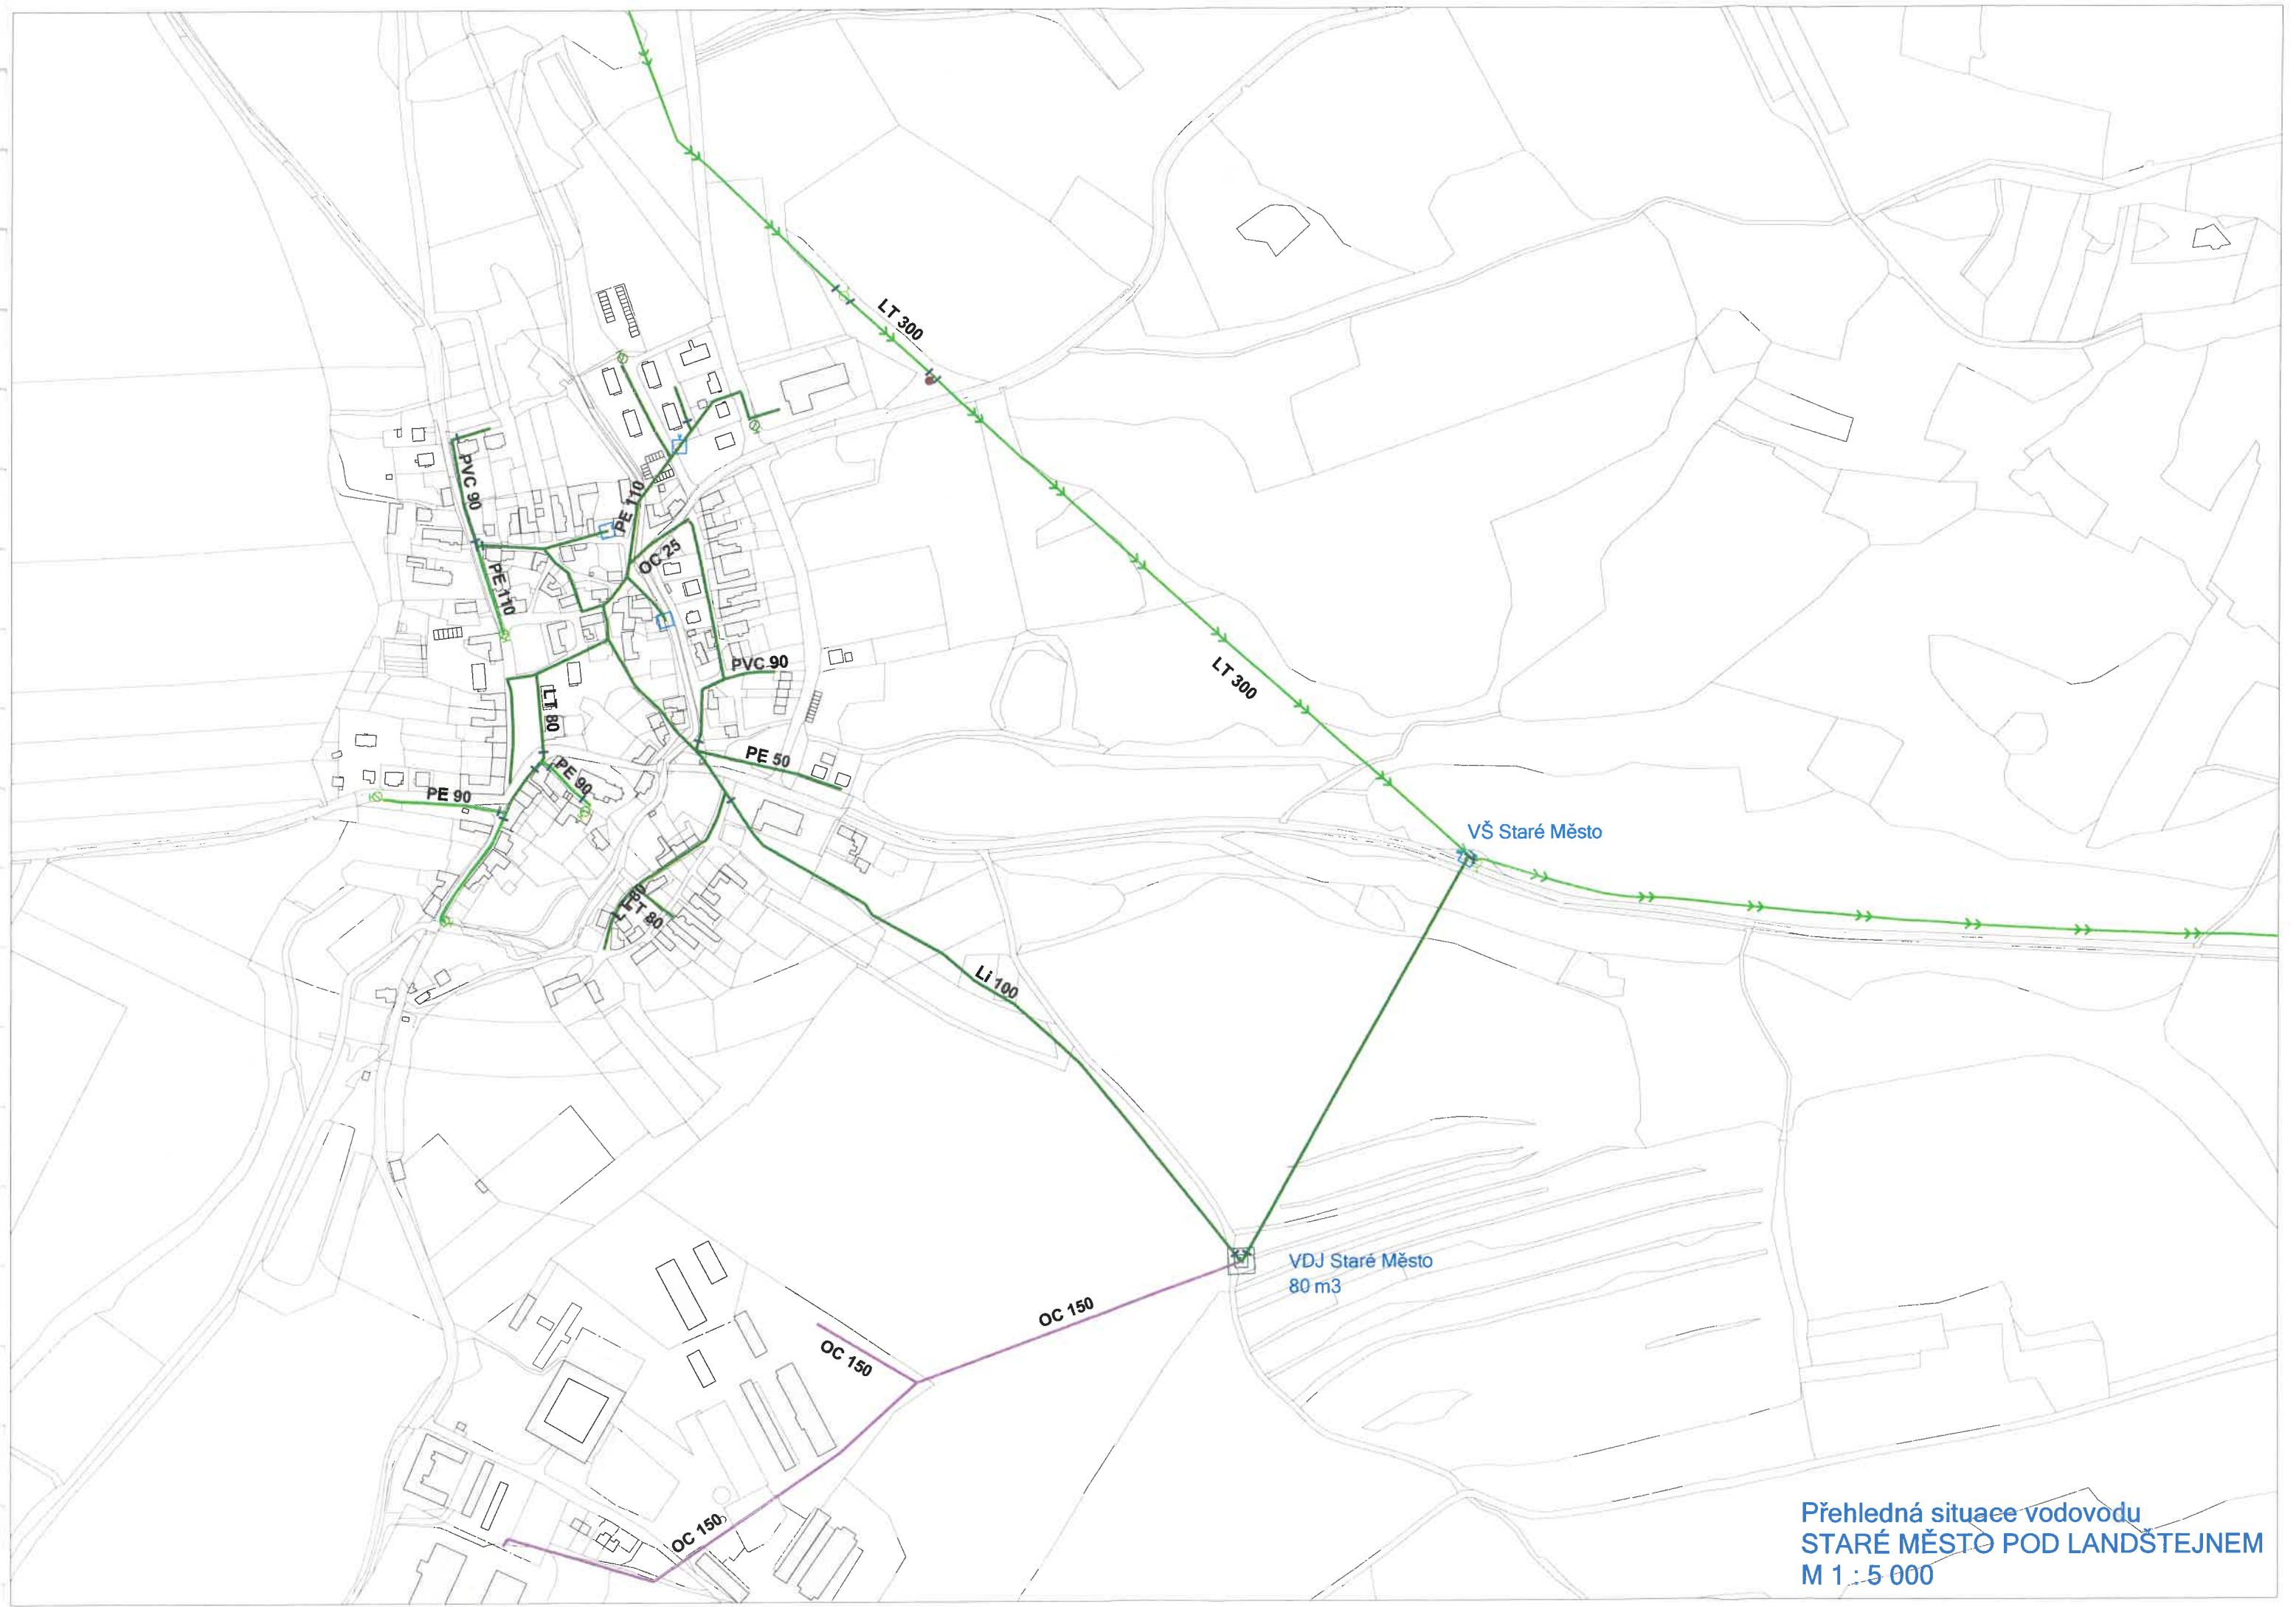 LT 300
PVC 90
PE 110
OC 25
PE 110
LT 300
PVC 90
LT 80
PE 50
PE 90
PE 90
VŠ Staré Město
LT 80
Li 100
VDJ Staré Město
80 m3
OC 150
OC 150
OC 150
Přehledná situace vodovodu
STARÉ MĚSTO POD LANDŠTEJNEM
M 1 : 5 000